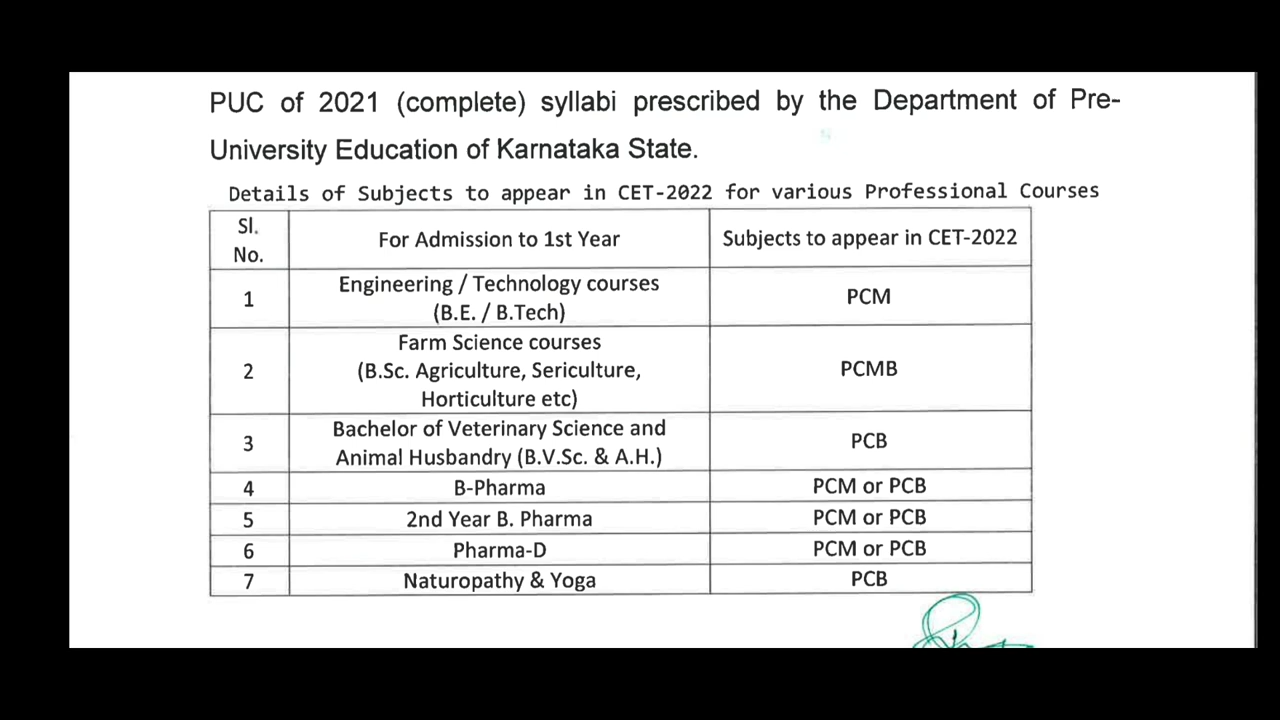 PUC of 2021 (complete) syllabi prescribed by the Department of Pre-
University Education of Karnataka State.
Details of Subjects to appear in CET-2022 for various Professional Courses
Sl. No. For Admission to 1st Year Subjects to appear in CET-2022
1 Engineering / Technology courses (B.E. / B.Tech) PCM
2 Farm Science courses (B.Sc. Agriculture, Sericulture, Horticulture etc) PCMB
3 Bachelor of Veterinary Science and Animal Husbandry (B.V.Sc. & A.H.) PCB
4 B-Pharma PCM or PCB
5 2nd Year B. Pharma PCM or PCB
6 Pharma-D PCM or PCB
7 Naturopathy & Yoga PCB